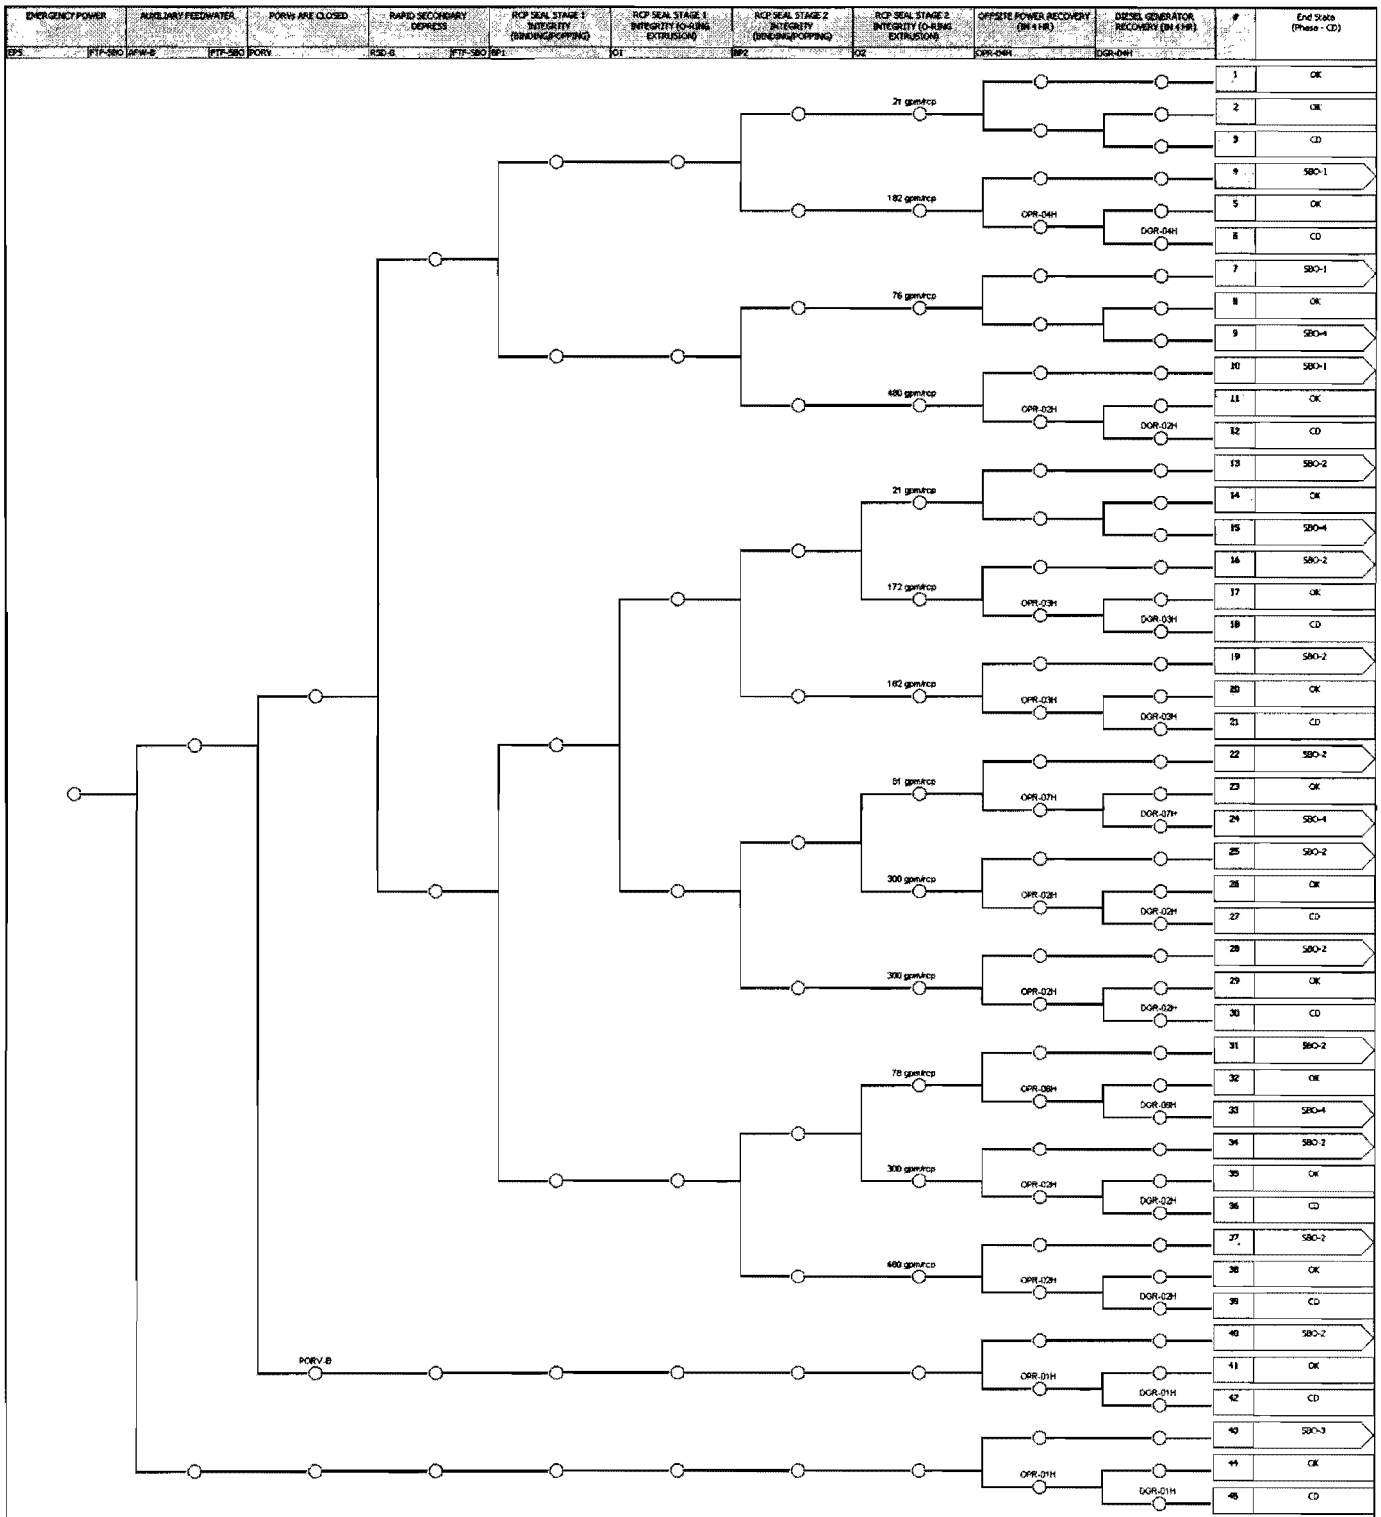 EMERGENCY POWER
AUXILIARY FEEDWATER
PORVs ARE CLOSED
RAPID SECONDARY DEPRESS
RCP SEAL STAGE 1 INTEGRITY (BINDING/POPPING)
RCP SEAL STAGE 1 INTEGRITY (O-RING EXTRUSION)
RCP SEAL STAGE 2 INTEGRITY (BINDING/POPPING)
RCP SEAL STAGE 2 INTEGRITY (O-RING EXTRUSION)
OFFSITE POWER RECOVERY (IN 4 HR)
DIESEL GENERATOR RECOVERY (IN 4 HR)
#
End State (Phase - CD)
EPS FTF-SBO AFW-B FTF-SBO PORV RSD-B FTF-SBO BP1 O1 BP2 O2 OPR-04H DGR-04H
1 OK
21 gpm/rcp
2 OK
3 CD
4 SBO-1
182 gpm/rcp
5 OK
OPR-04H
DGR-04H
6 CD
7 SBO-1
76 gpm/rcp
8 OK
9 SBO-4
10 SBO-1
480 gpm/rcp
11 OK
OPR-02H
DGR-02H
12 CD
13 SBO-2
21 gpm/rcp
14 OK
15 SBO-4
16 SBO-2
172 gpm/rcp
17 OK
OPR-03H
DGR-03H
18 CD
19 SBO-2
182 gpm/rcp
20 OK
OPR-03H
DGR-03H
21 CD
22 SBO-2
61 gpm/rcp
23 OK
OPR-07H
DGR-07H
24 SBO-4
25 SBO-2
300 gpm/rcp
26 OK
OPR-02H
DGR-02H
27 CD
28 SBO-2
300 gpm/rcp
29 OK
OPR-02H
DGR-02H
30 CD
31 SBO-2
76 gpm/rcp
32 OK
33 SBO-4
34 SBO-2
300 gpm/rcp
35 OK
OPR-02H
DGR-02H
36 CD
37 SBO-2
480 gpm/rcp
38 OK
OPR-02H
DGR-02H
39 CD
40 SBO-2
PORV-B
41 OK
OPR-01H
DGR-01H
42 CD
43 SBO-3
44 OK
OPR-01H
DGR-01H
45 CD